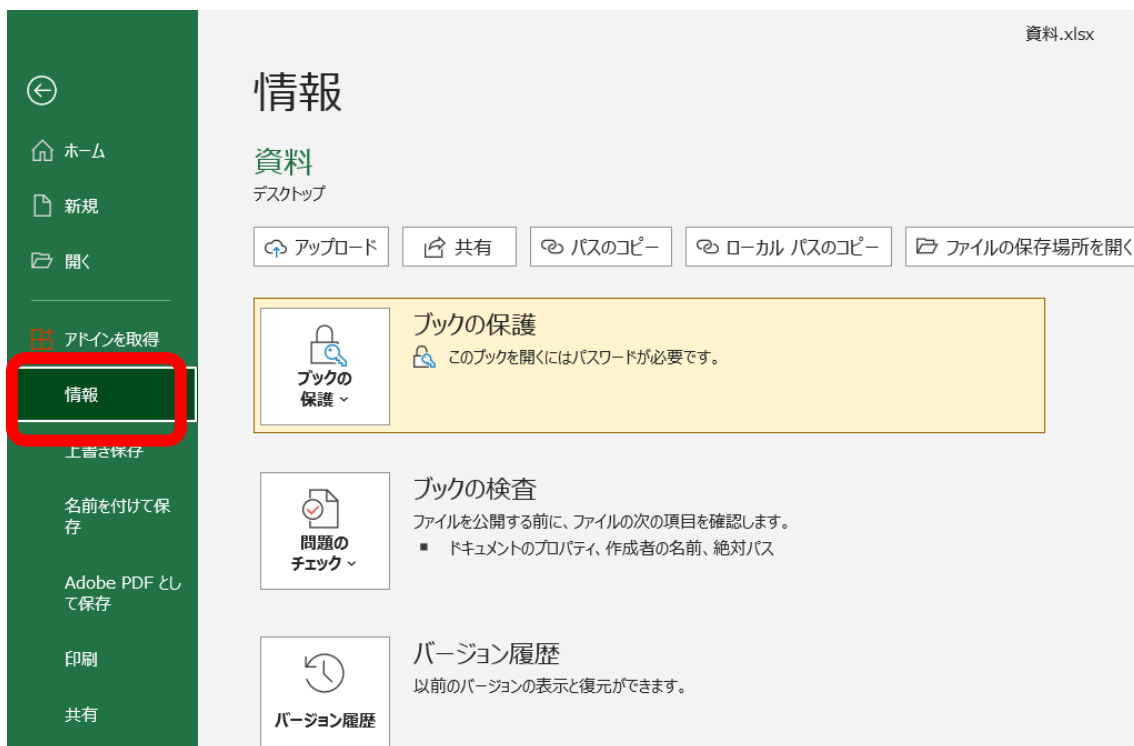 資料.xlsx
情報
ホーム
新規
開く
アドインを取得
情報
上書き保存
名前を付けて保
存
Adobe PDF とし
て保存
印刷
共有
資料
デスクトップ
アップロード
共有
パスのコピー
ローカル パスのコピー
ファイルの保存場所を開く
ブックの
保護
ブックの保護
このブックを開くにはパスワードが必要です。
問題の
チェック
ブックの検査
ファイルを公開する前に、ファイルの次の項目を確認します。
■ ドキュメントのプロパティ、作成者の名前、絶対パス
バージョン履歴
バージョン履歴
以前のバージョンの表示と復元ができます。